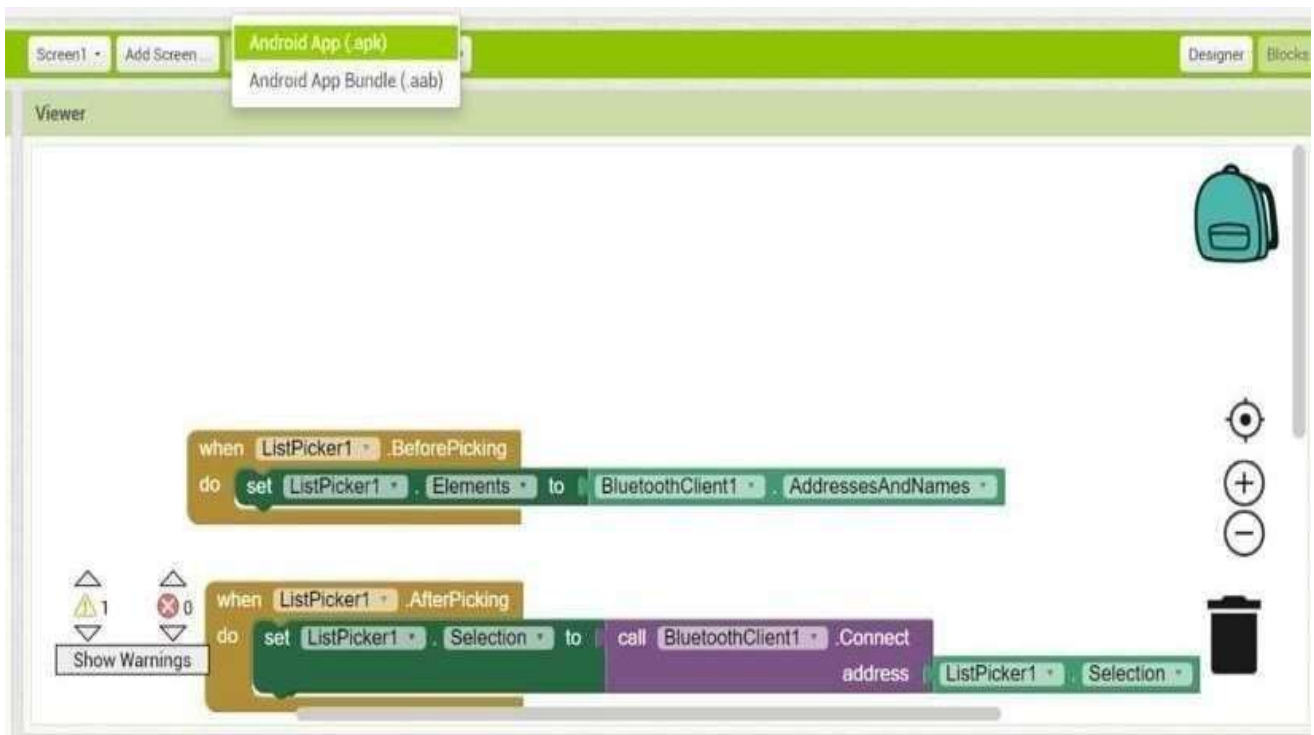 Android App (.apk)
Screen1 Add Screen ... Designer Blocks
Android App Bundle (.aab)
Viewer
when ListPicker1 .BeforePicking
do set ListPicker1 . Elements to BluetoothClient1 . AddressesAndNames
1 0
when ListPicker1 .AfterPicking
do set ListPicker1 . Selection to call BluetoothClient1 .Connect
Show Warnings
address ListPicker1 . Selection